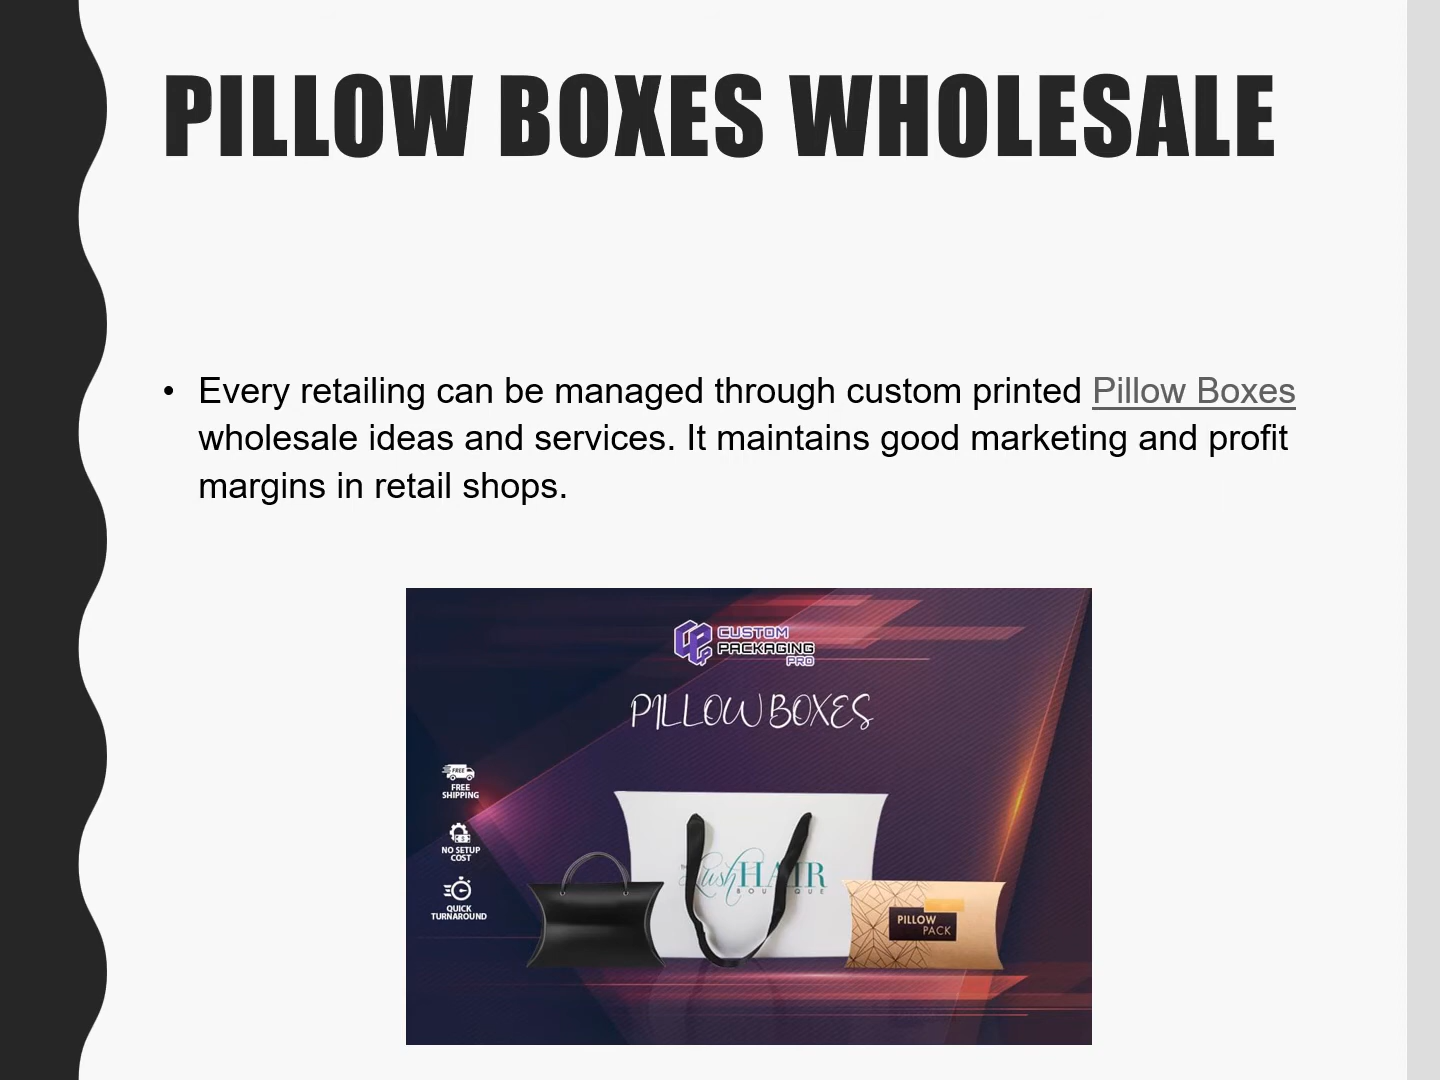 PILLOW BOXES WHOLESALE
• Every retailing can be managed through custom printed Pillow Boxes
wholesale ideas and services. It maintains good marketing and profit
margins in retail shops.
CUSTOM
PACKAGING
PRO
PILLOW BOXES
FREE
FREE
SHIPPING
NO SETUP
COST
QUICK
TURNAROUND
Lush HAIR
PILLOW
PACK